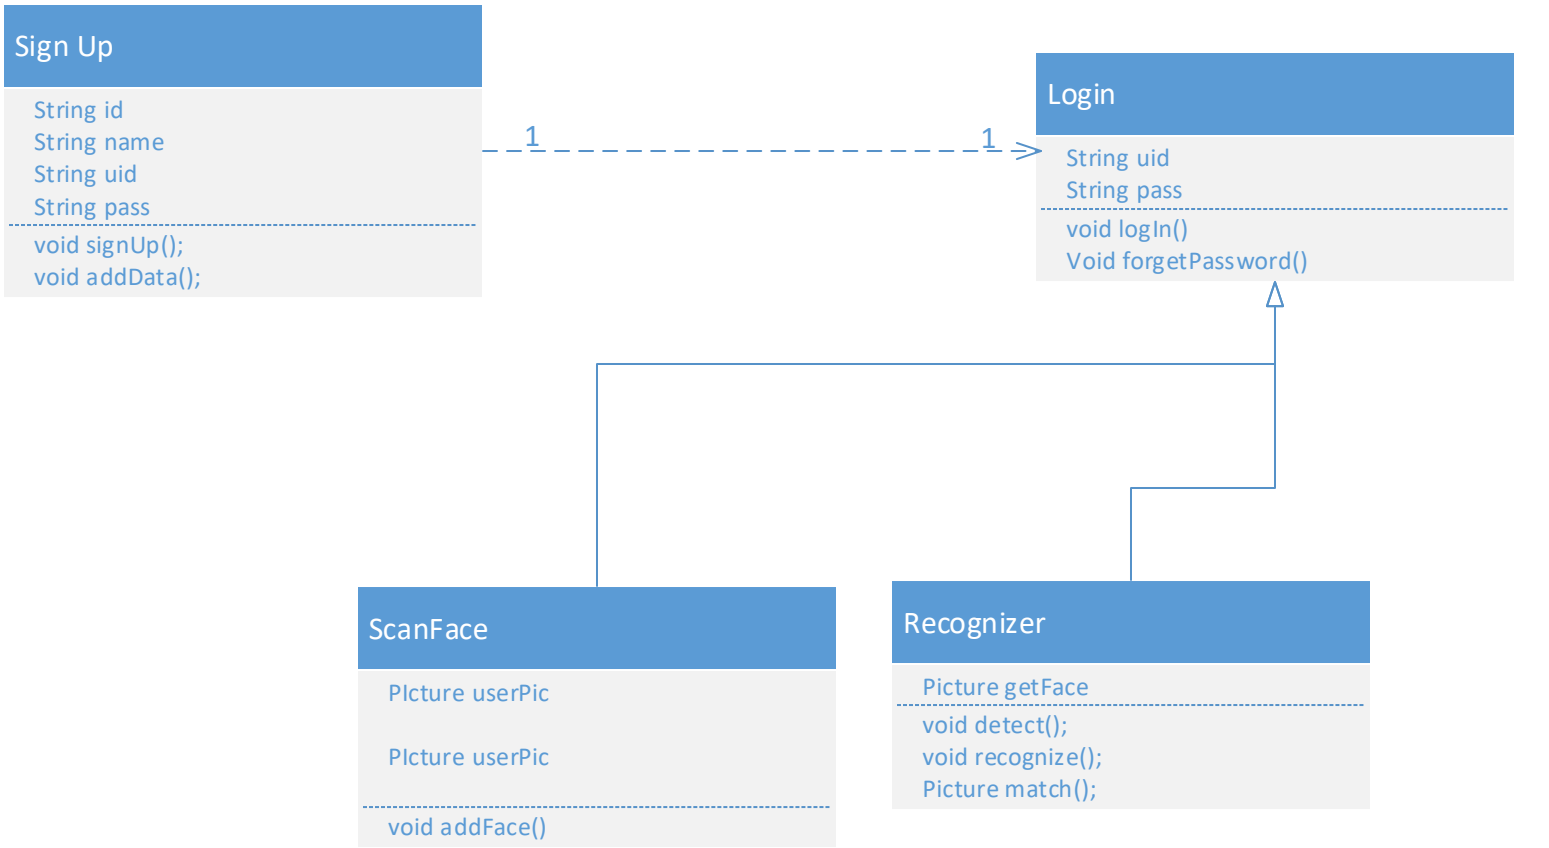 Sign Up
String id
String name
String uid
String pass
void signUp();
void addData();
1
1
Login
String uid
String pass
void logIn()
Void forgetPassword()
ScanFace
PIcture userPic
PIcture userPic
void addFace()
Recognizer
Picture getFace
void detect();
void recognize();
Picture match();